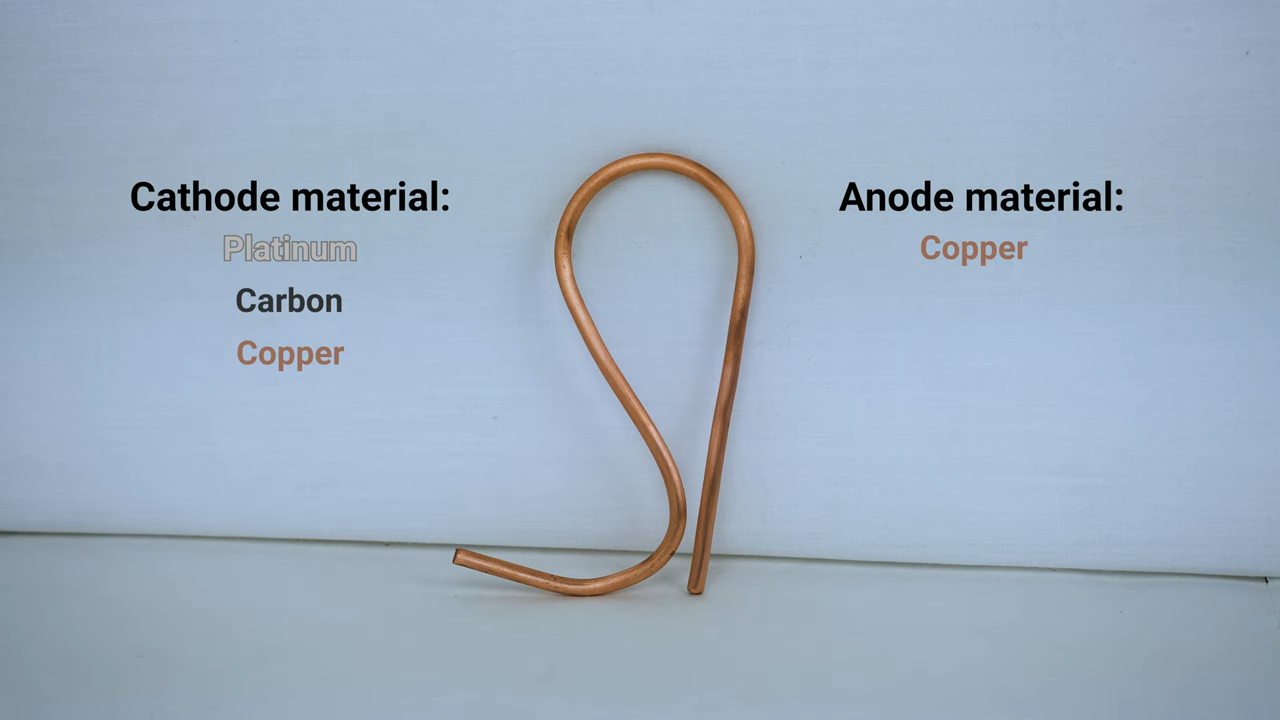 Cathode material:
Platinum
Carbon
Copper
Anode material:
Copper